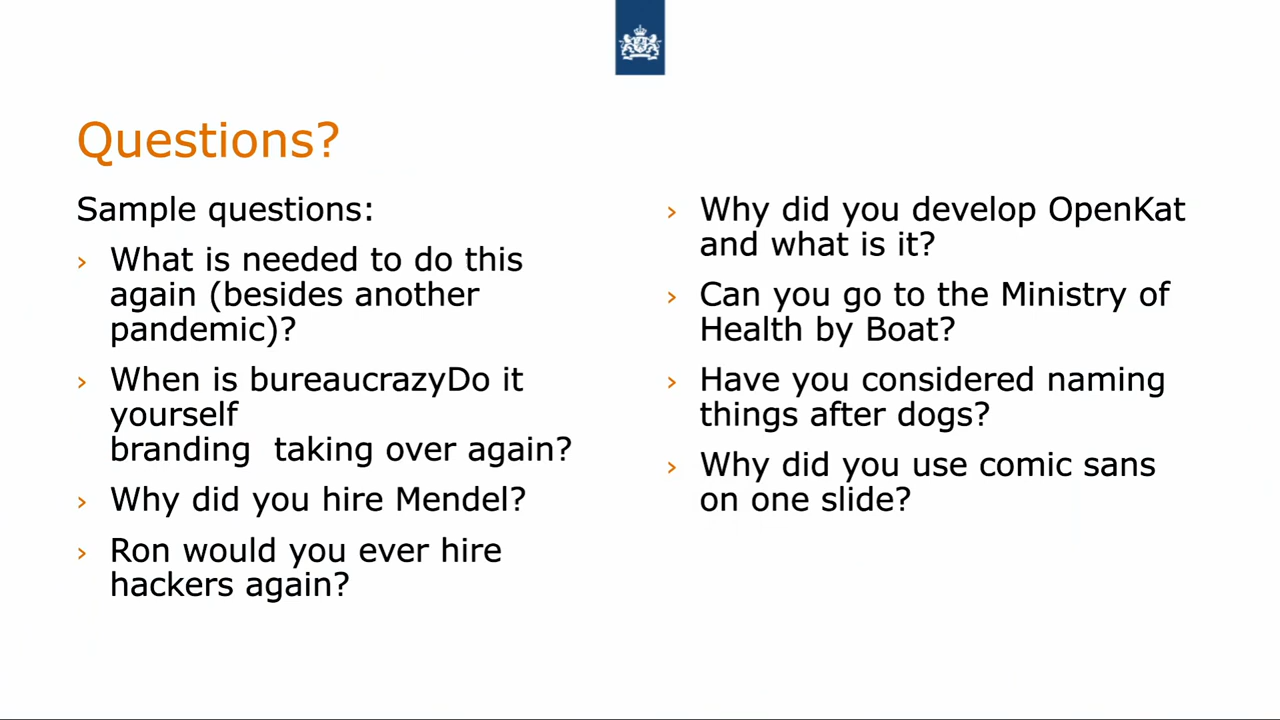 Questions?
Sample questions:
› What is needed to do this
again (besides another
pandemic)?
› When is bureaucrazyDo it
yourself
branding  taking over again?
› Why did you hire Mendel?
› Ron would you ever hire
hackers again?
› Why did you develop OpenKat
and what is it?
› Can you go to the Ministry of
Health by Boat?
› Have you considered naming
things after dogs?
› Why did you use comic sans
on one slide?